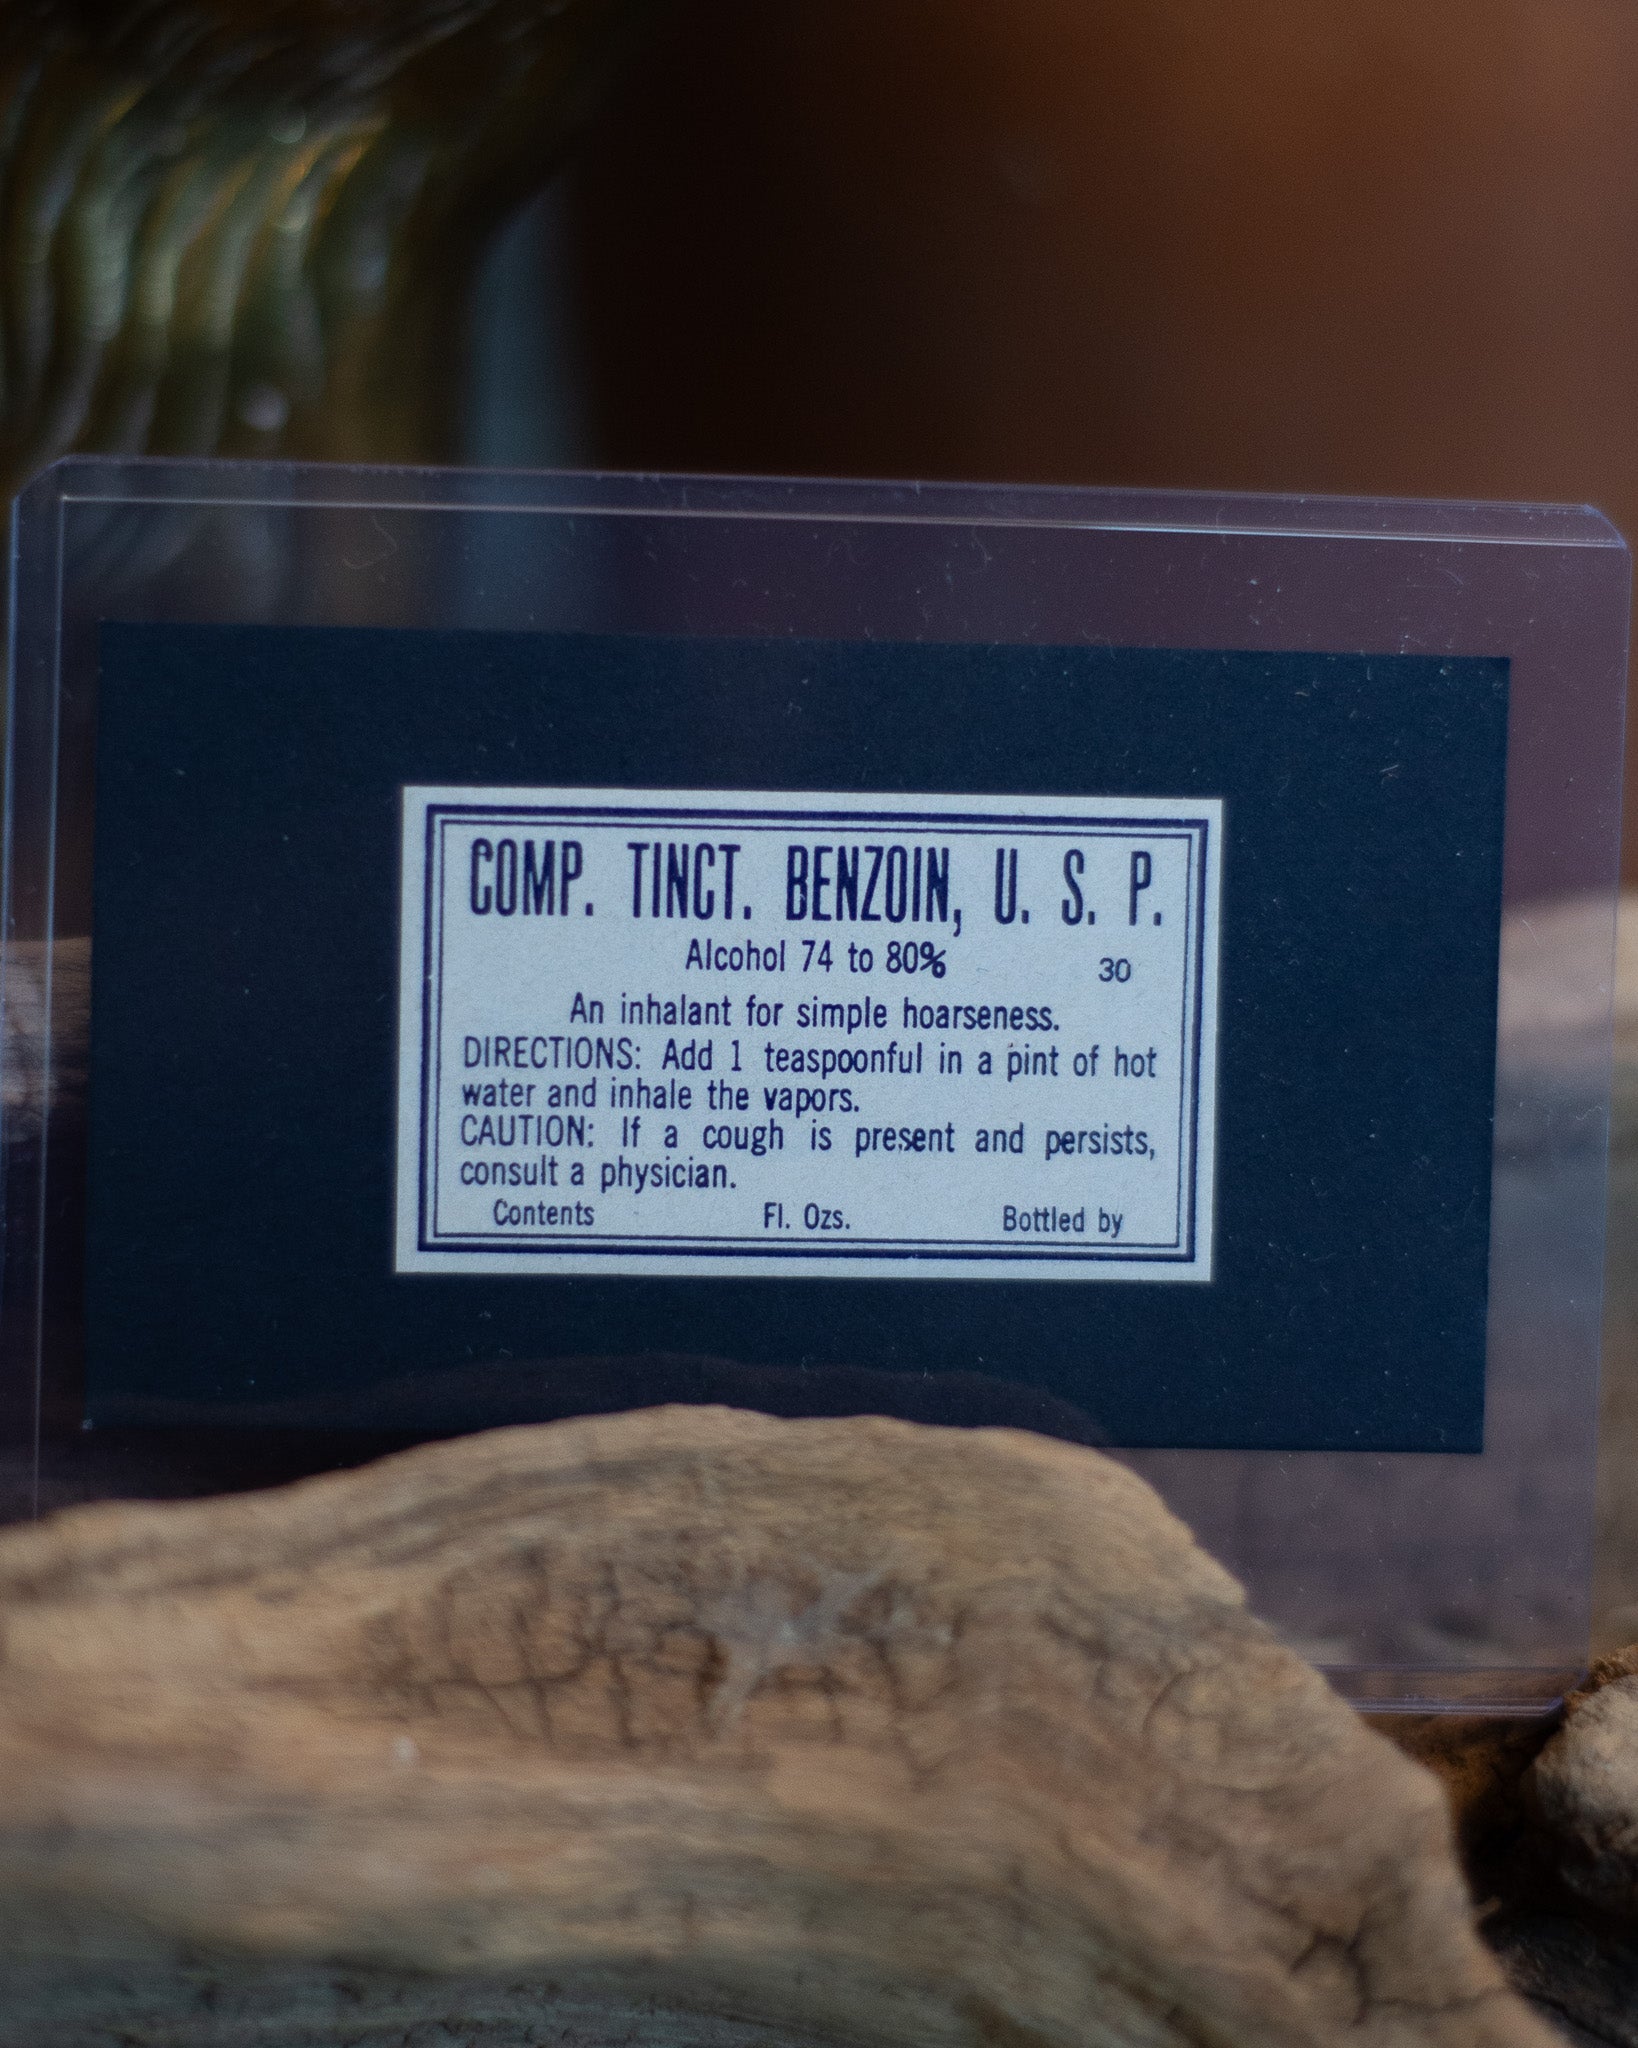 COMP. TINCT. BENZOIN, U. S. P.
Alcohol 74 to 80% 30
An inhalant for simple hoarseness.
DIRECTIONS: Add 1 teaspoonful in a pint of hot
water and inhale the vapors.
CAUTION: If a cough is present and persists,
consult a physician.
Contents Fl. Ozs. Bottled by